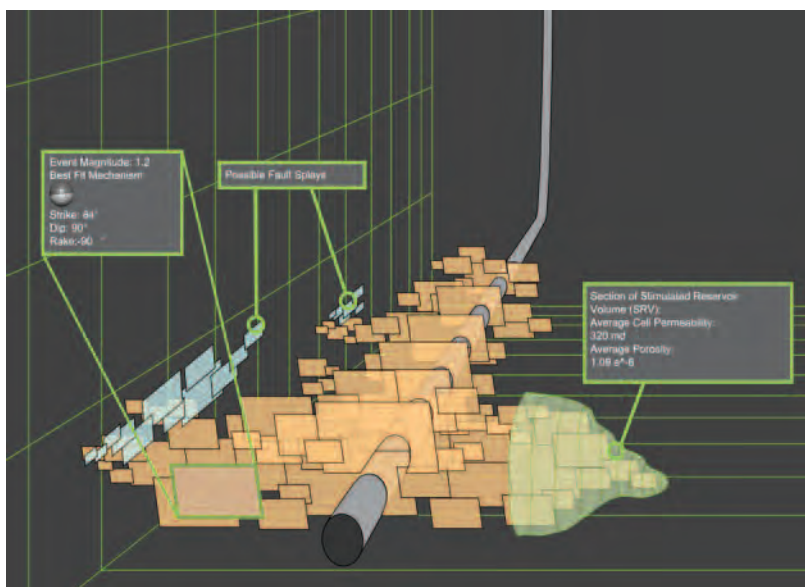 Event Magnitude: 1.2
Best Fit Mechanism
Strike: 64°
Dip: 90°
Rake:-90
Possible Fault Splays
Section of Stimulated Reservoir
Volume (SRV):
Average Cell Permeability:
320 md
Average Porosity:
1.08 e^-6